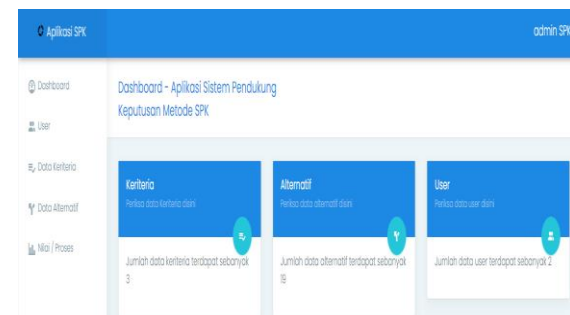 Aplikasi SPK
admin SPK
Dashboard
User
Data Keriteria
Data Alternatif
Nilai / Proses
Dashboard - Aplikasi Sistem Pendukung
Keputusan Metode SPK
Keriteria
Periksa data kariteria disini
Jumlah data keriteria terdapat sebanyak
3
Alternatif
Periksa data alternatif disini
Jumlah data alternatif terdapat sebanyak
19
User
Periksa data user disini
Jumlah data user terdapat sebanyak 2